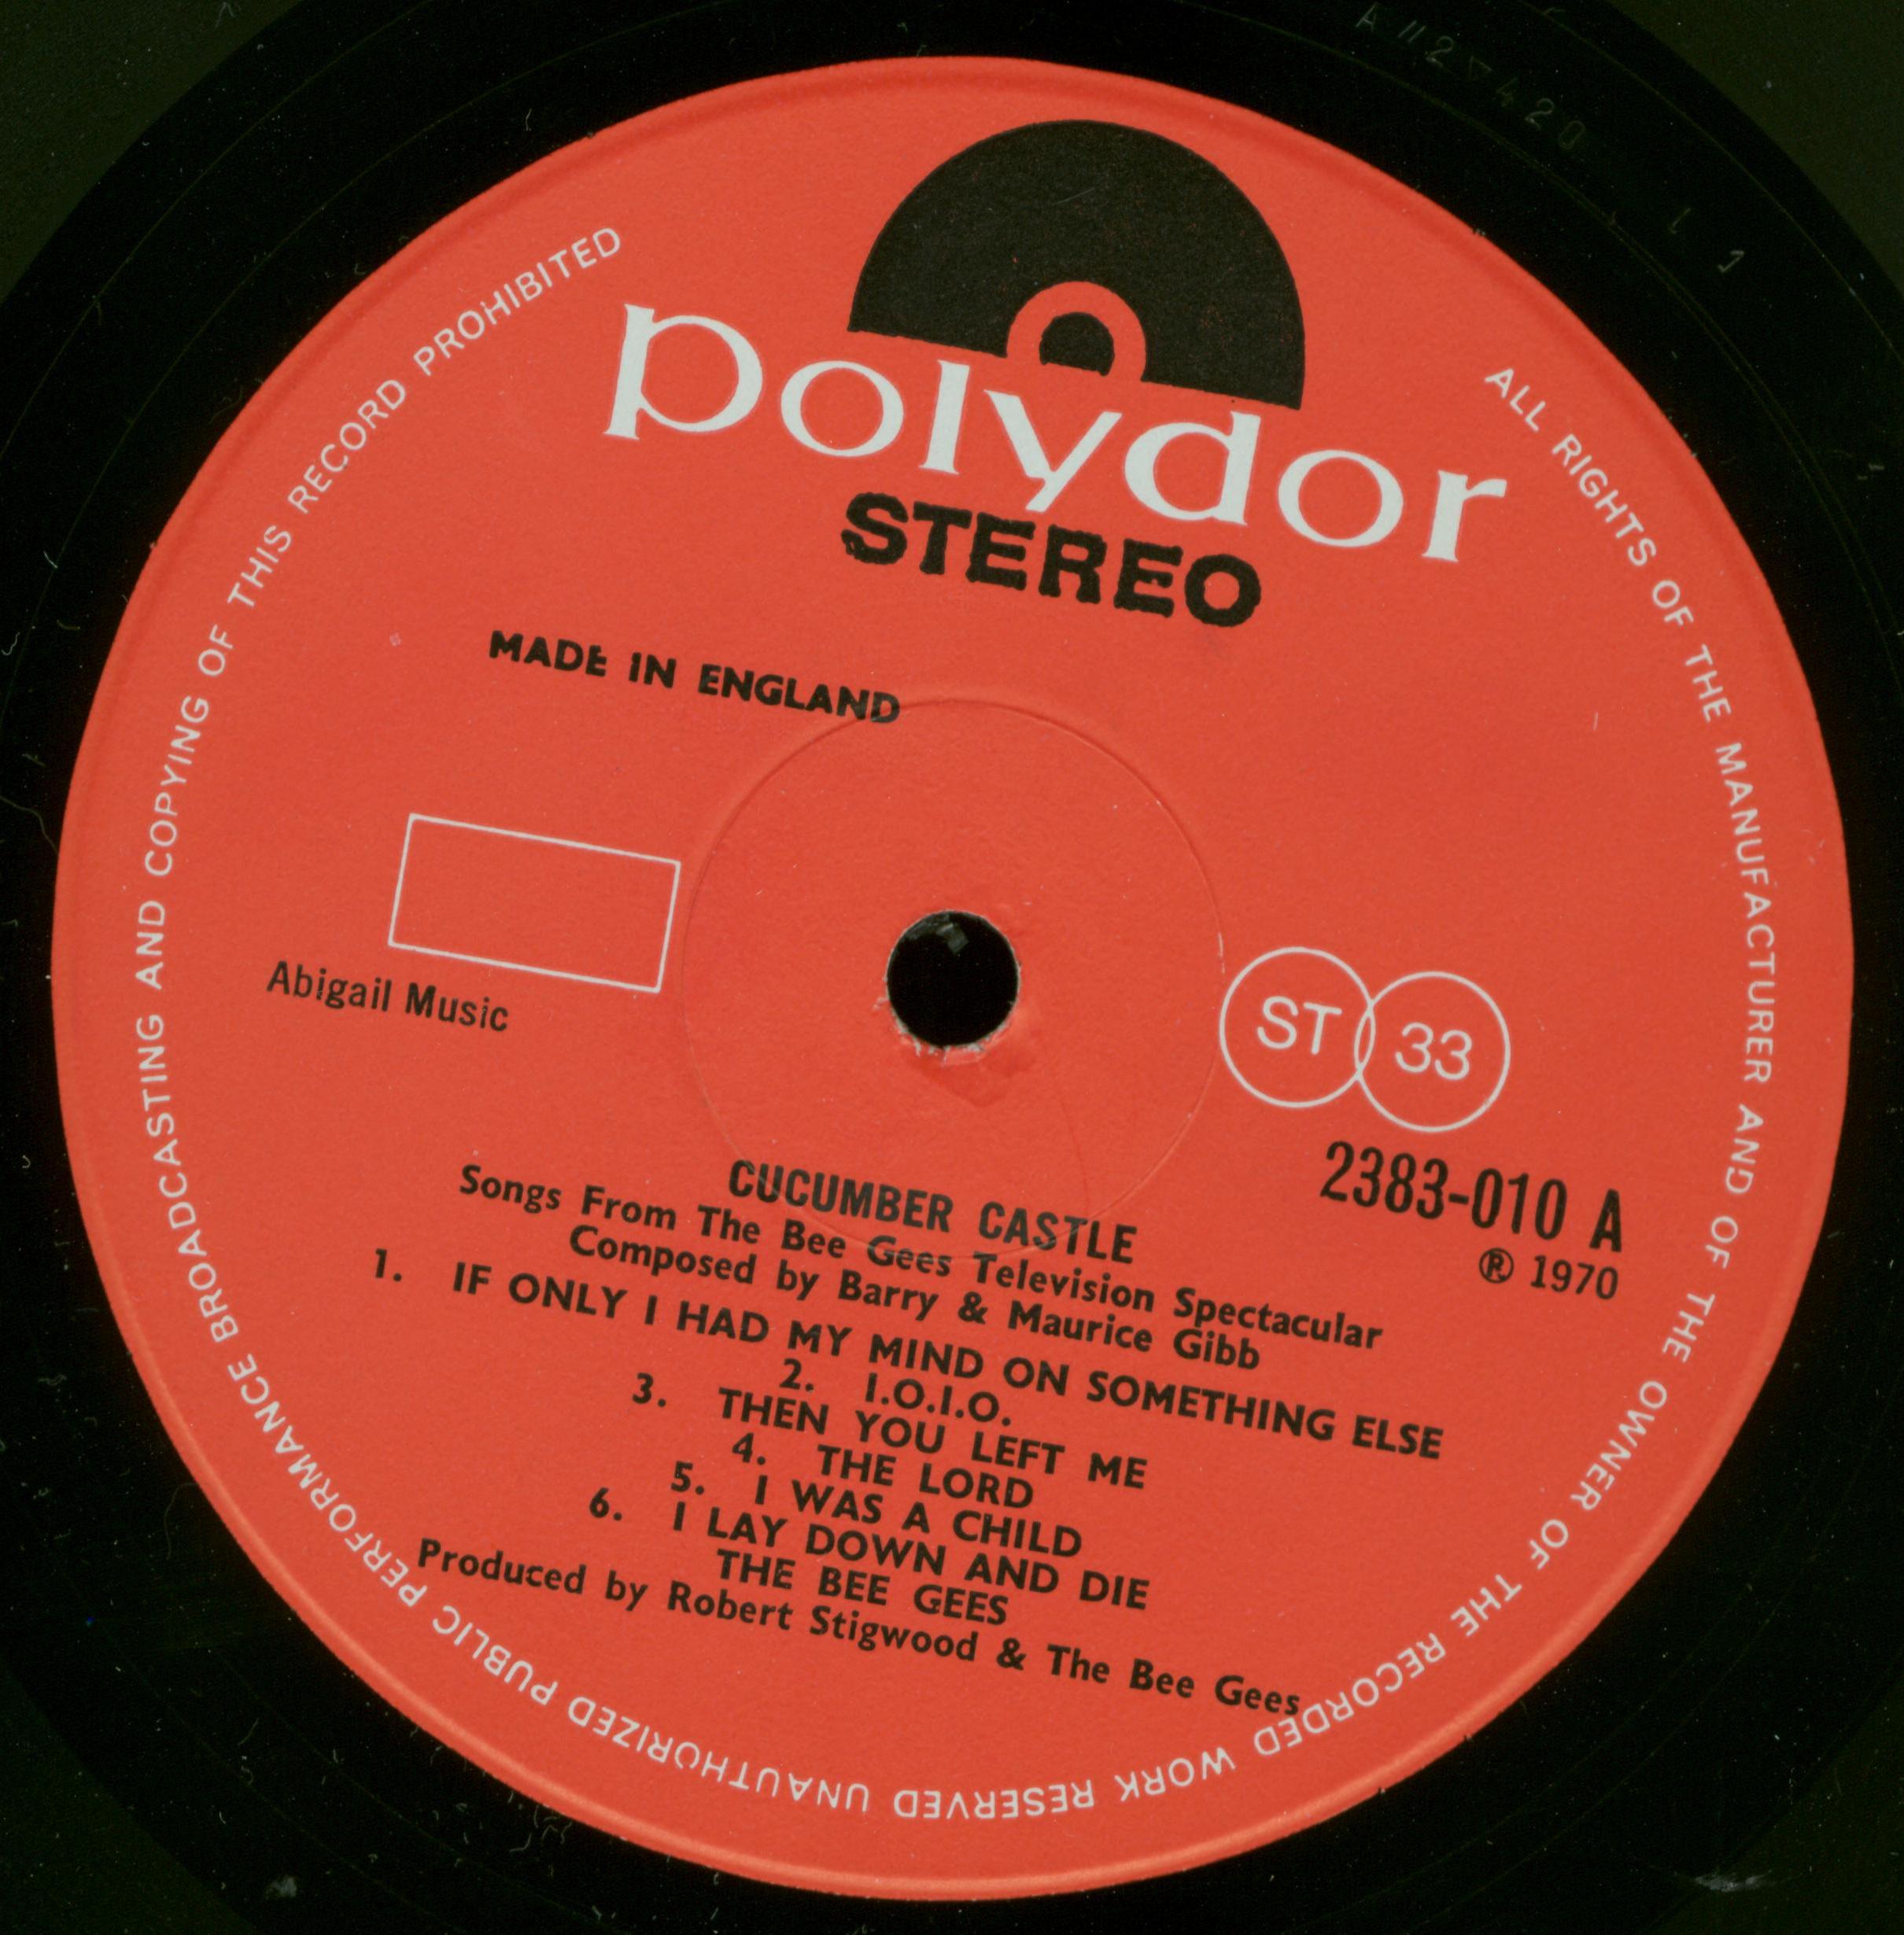 polydor
STEREO
MADE IN ENGLAND
Abigail Music
ST 33
2383-010 A
℗ 1970
CUCUMBER CASTLE
Songs From The Bee Gees Television Spectacular
Composed by Barry & Maurice Gibb
1. IF ONLY I HAD MY MIND ON SOMETHING ELSE
2. I.O.I.O.
3. THEN YOU LEFT ME
4. THE LORD
5. I WAS A CHILD
6. I LAY DOWN AND DIE
THE BEE GEES
Produced by Robert Stigwood & The Bee Gees
ALL RIGHTS OF THE MANUFACTURER AND OF THE OWNER OF THE RECORDED WORK RESERVED UNAUTHORIZED PUBLIC PERFORMANCE BROADCASTING AND COPYING OF THIS RECORD PROHIBITED